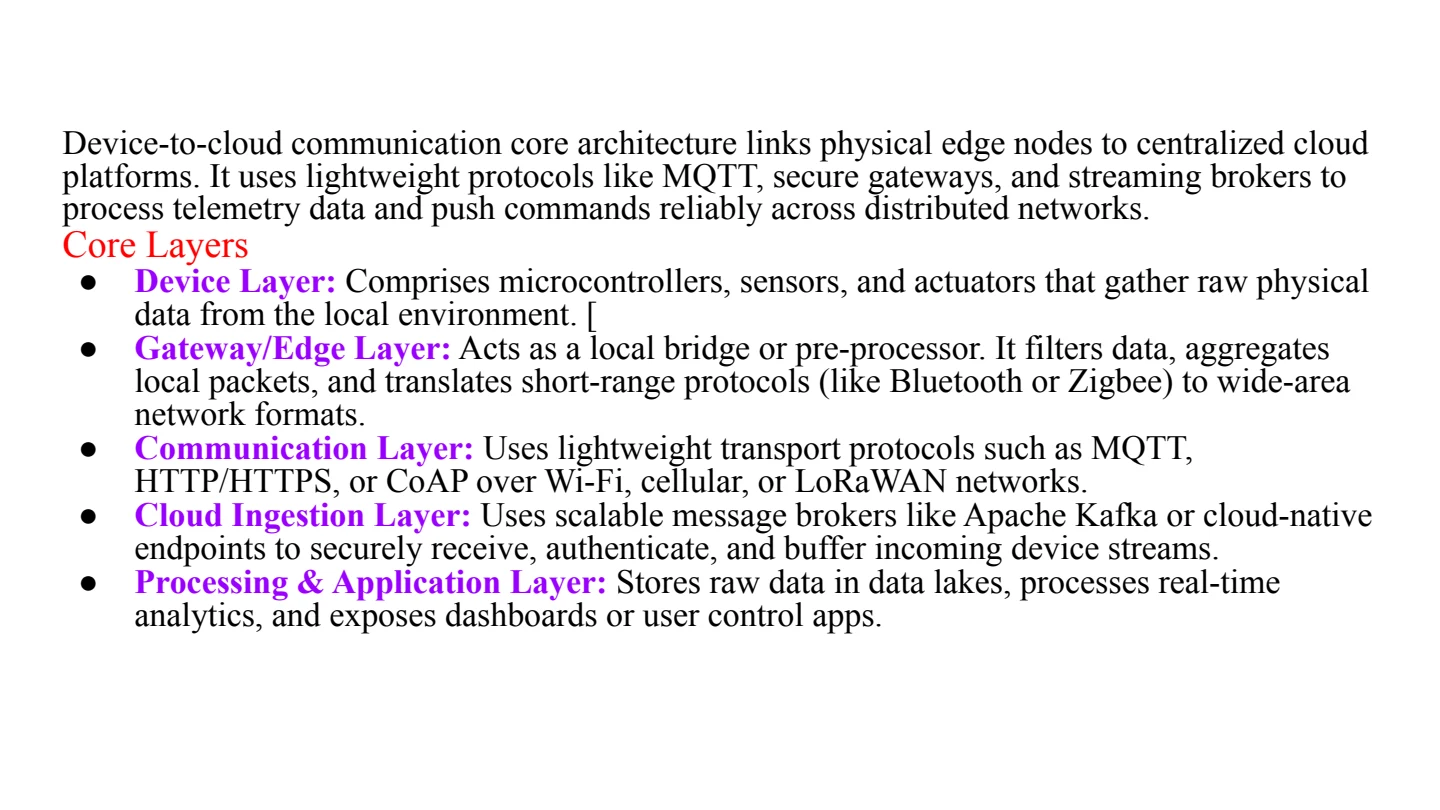 Device-to-cloud communication core architecture links physical edge nodes to centralized cloud
platforms. It uses lightweight protocols like MQTT, secure gateways, and streaming brokers to
process telemetry data and push commands reliably across distributed networks.
Core Layers
● Device Layer: Comprises microcontrollers, sensors, and actuators that gather raw physical
data from the local environment. [
● Gateway/Edge Layer: Acts as a local bridge or pre-processor. It filters data, aggregates
local packets, and translates short-range protocols (like Bluetooth or Zigbee) to wide-area
network formats.
● Communication Layer: Uses lightweight transport protocols such as MQTT,
HTTP/HTTPS, or CoAP over Wi-Fi, cellular, or LoRaWAN networks.
● Cloud Ingestion Layer: Uses scalable message brokers like Apache Kafka or cloud-native
endpoints to securely receive, authenticate, and buffer incoming device streams.
● Processing & Application Layer: Stores raw data in data lakes, processes real-time
analytics, and exposes dashboards or user control apps.